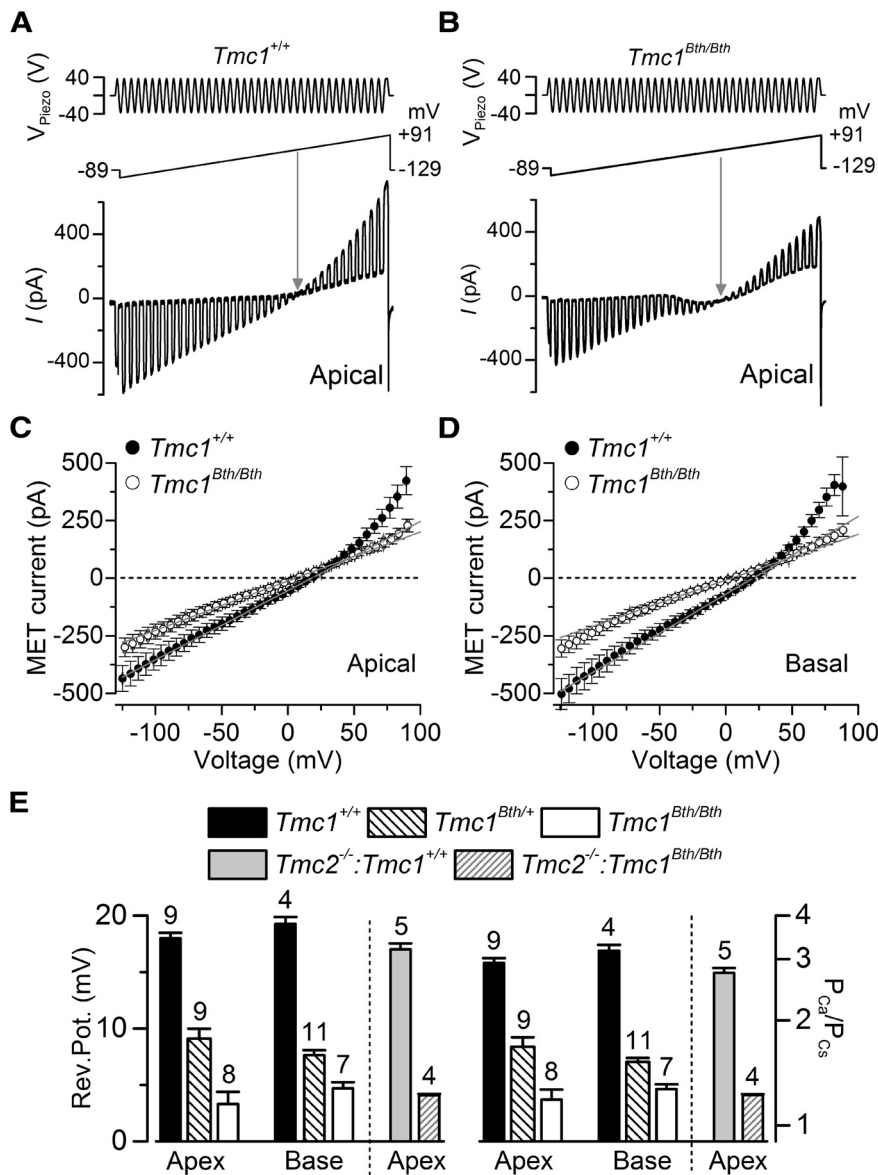 A
Tmc1+/+
V Piezo (V)
40
0
-40
mV
+91
-89
-129
I (pA)
400
0
-400
Apical
B
Tmc1Bth/Bth
V Piezo (V)
40
0
-40
mV
+91
-89
-129
I (pA)
400
0
-400
Apical
C
Tmc1+/+
Tmc1Bth/Bth
MET current (pA)
500
250
0
-250
-500
Apical
-100 -50 0 50 100
Voltage (mV)
D
Tmc1+/+
Tmc1Bth/Bth
MET current (pA)
500
250
0
-250
-500
Basal
-100 -50 0 50 100
Voltage (mV)
E
Tmc1+/+ Tmc1Bth/+ Tmc1Bth/Bth
Tmc2-/-:Tmc1+/+ Tmc2-/-:Tmc1Bth/Bth
Rev.Pot. (mV)
20
10
0
9 9 8 4 11 7 5 4
9 9 8 4 11 7 5 4
4
3
2
1
PCa/PCs
Apex Base Apex Apex Base Apex